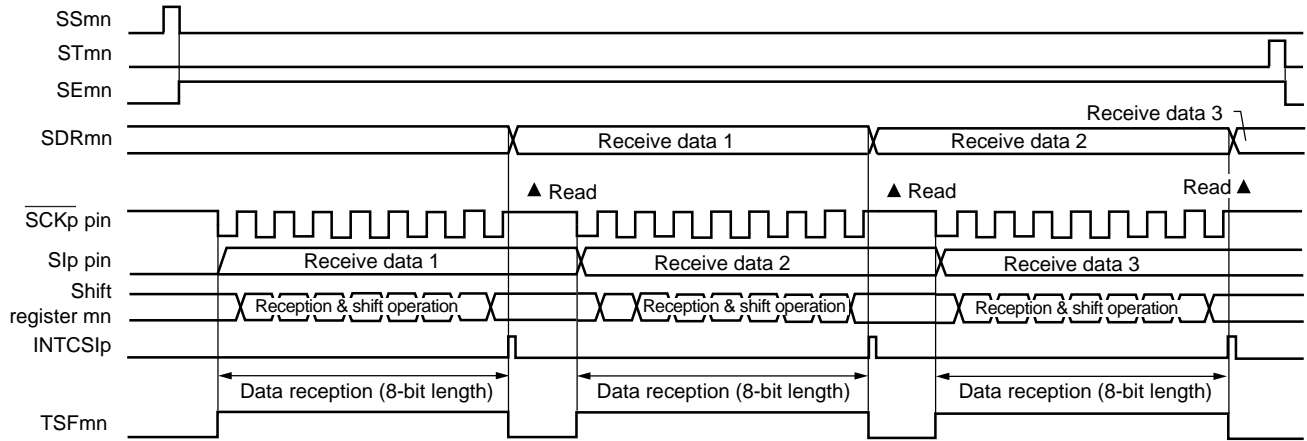 SSmn
STmn
SEmn
Receive data 3
SDRmn Receive data 1 Receive data 2
▲ Read ▲ Read Read ▲
SCKp pin
SIp pin Receive data 1 Receive data 2 Receive data 3
Shift
register mn Reception & shift operation Reception & shift operation Reception & shift operation
INTCSIp
Data reception (8-bit length) Data reception (8-bit length) Data reception (8-bit length)
TSFmn